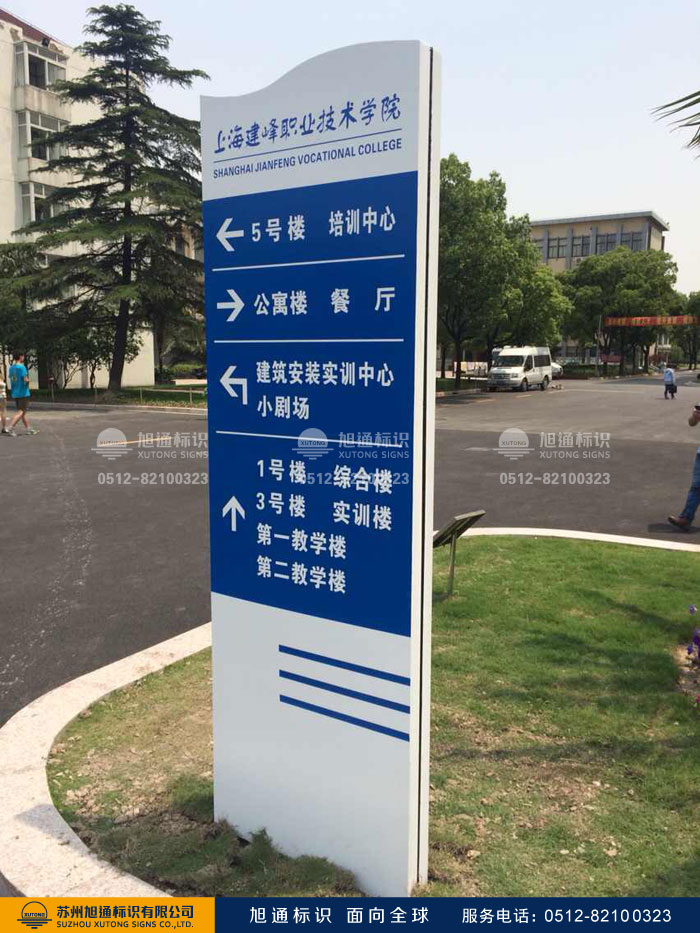 上海建峰职业技术学院
SHANGHAI JIANFENG VOCATIONAL COLLEGE
5号楼 培训中心
公寓楼 餐厅
建筑安装实训中心
小剧场
1号楼 综合楼
3号楼 实训楼
第一教学楼
第二教学楼
旭通标识 旭通标识 旭通标识
XUTONG XUTONG SIGNS XUTONG XUTONG SIGNS XUTONG XUTONG SIGNS
0512-82100323 0512-82100323 0512-82100323
XUTONG 苏州旭通标识有限公司
SUZHOU XUTONG SIGNS CO.,LTD.
旭通标识 面向全球 服务电话：0512-82100323